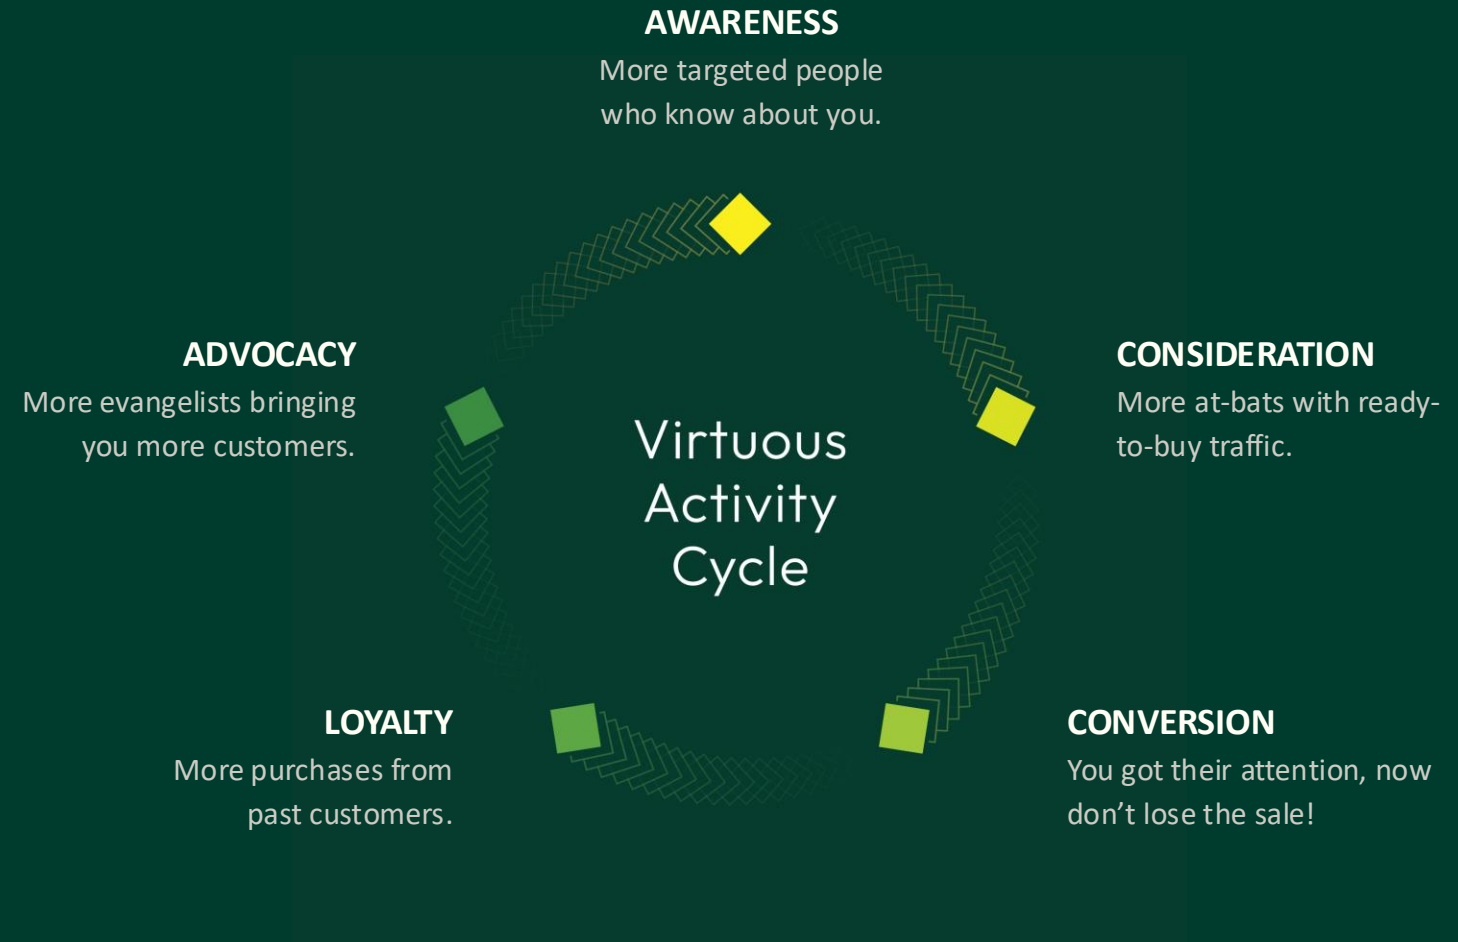 AWARENESS
More targeted people
who know about you.
ADVOCACY
More evangelists bringing
you more customers.
CONSIDERATION
More at-bats with ready-
to-buy traffic.
Virtuous
Activity
Cycle
LOYALTY
More purchases from
past customers.
CONVERSION
You got their attention, now
don’t lose the sale!